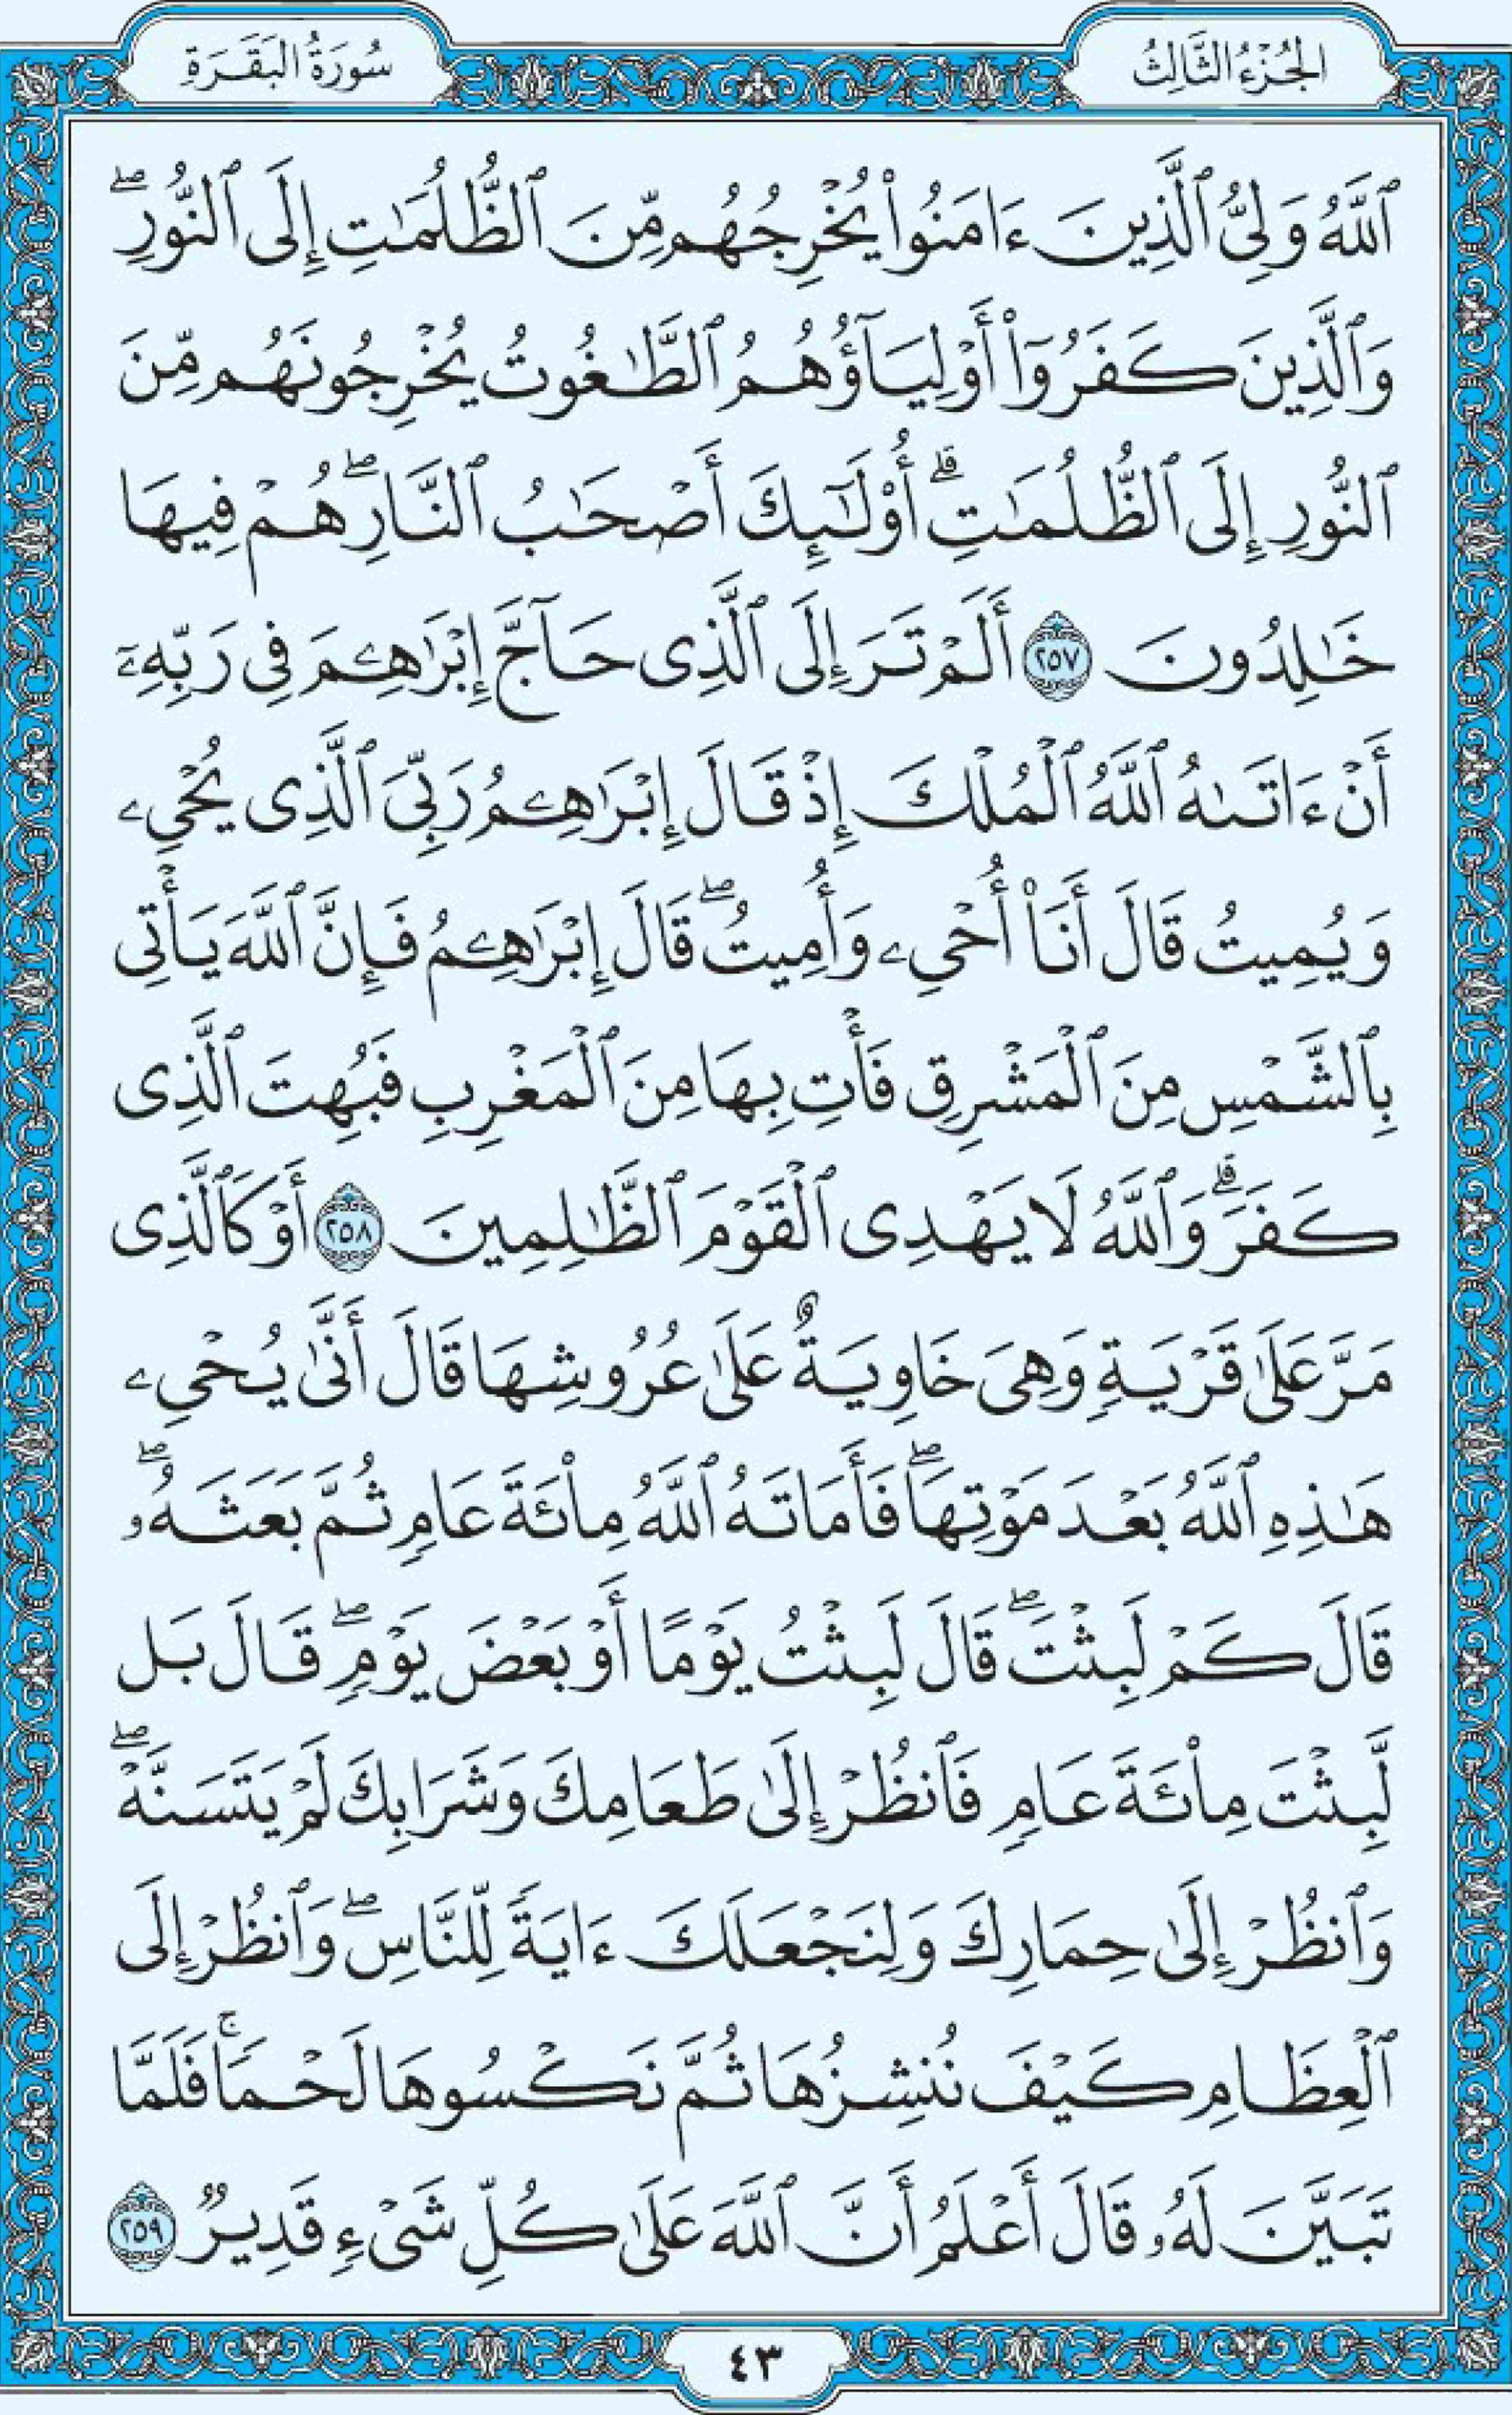 الجُزْءُ الثَّالِثُ
سُورَةُ البَقَرَةِ
ٱللَّهُ وَلِىُّ ٱلَّذِينَ ءَامَنُوا۟ يُخْرِجُهُم مِّنَ ٱلظُّلُمَٰتِ إِلَى ٱلنُّورِۖ
وَٱلَّذِينَ كَفَرُوٓا۟ أَوْلِيَآؤُهُمُ ٱلطَّٰغُوتُ يُخْرِجُونَهُم مِّنَ
ٱلنُّورِ إِلَى ٱلظُّلُمَٰتِۗ أُو۟لَٰٓئِكَ أَصْحَٰبُ ٱلنَّارِۖ هُمْ فِيهَا
خَٰلِدُونَ ٢٥٧ أَلَمْ تَرَ إِلَى ٱلَّذِى حَآجَّ إِبْرَٰهِۦمَ فِى رَبِّهِۦٓ
أَنْ ءَاتَىٰهُ ٱللَّهُ ٱلْمُلْكَ إِذْ قَالَ إِبْرَٰهِۦمُ رَبِّىَ ٱلَّذِى يُحْىِۦ
وَيُمِيتُ قَالَ أَنَا۠ أُحْىِۦ وَأُمِيتُۖ قَالَ إِبْرَٰهِۦمُ فَإِنَّ ٱللَّهَ يَأْتِى
بِٱلشَّمْسِ مِنَ ٱلْمَشْرِقِ فَأْتِ بِهَا مِنَ ٱلْمَغْرِبِ فَبُهِتَ ٱلَّذِى
كَفَرَۗ وَٱللَّهُ لَا يَهْدِى ٱلْقَوْمَ ٱلظَّٰلِمِينَ ٢٥٨ أَوْ كَٱلَّذِى
مَرَّ عَلَىٰ قَرْيَةٍ وَهِىَ خَاوِيَةٌ عَلَىٰ عُرُوشِهَا قَالَ أَنَّىٰ يُحْىِۦ
هَٰذِهِ ٱللَّهُ بَعْدَ مَوْتِهَاۖ فَأَمَاتَهُ ٱللَّهُ مِا۟ئَةَ عَامٍ ثُمَّ بَعَثَهُۥۖ
قَالَ كَمْ لَبِثْتَۖ قَالَ لَبِثْتُ يَوْمًا أَوْ بَعْضَ يَوْمٍۖ قَالَ بَل
لَّبِثْتَ مِا۟ئَةَ عَامٍ فَٱنظُرْ إِلَىٰ طَعَامِكَ وَشَرَابِكَ لَمْ يَتَسَنَّهْۖ
وَٱنظُرْ إِلَىٰ حِمَارِكَ وَلِنَجْعَلَكَ ءَايَةً لِّلنَّاسِۖ وَٱنظُرْ إِلَى
ٱلْعِظَامِ كَيْفَ نُنشِزُهَا ثُمَّ نَكْسُوهَا لَحْمًاۚ فَلَمَّا
تَبَيَّنَ لَهُۥ قَالَ أَعْلَمُ أَنَّ ٱللَّهَ عَلَىٰ كُلِّ شَىْءٍ قَدِيرٌ ٢٥٩
٤٣